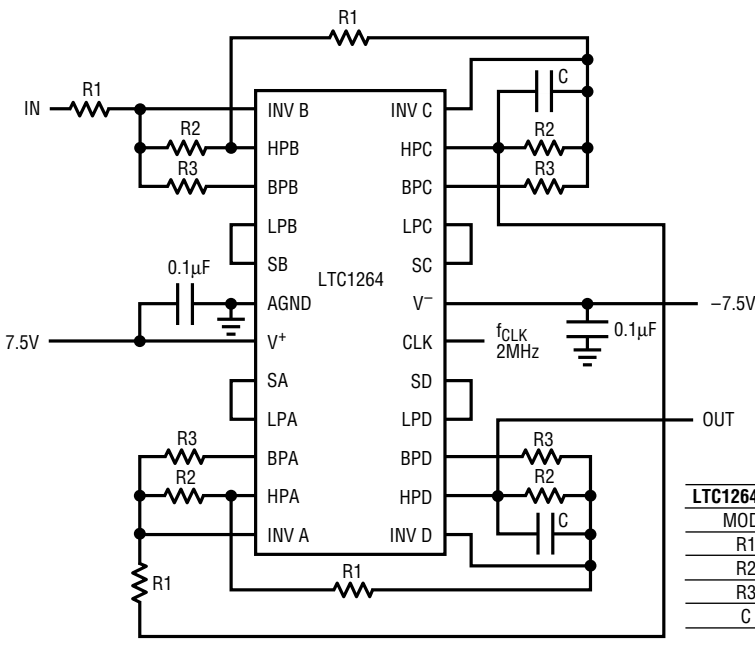 R1
IN
R1
R2
R3
INV B
HPB
BPB
LPB
SB
AGND
V+
SA
LPA
BPA
HPA
INV A
LTC1264
INV C
HPC
BPC
LPC
SC
V–
CLK
SD
LPD
BPD
HPD
INV D
C
R2
R3
0.1µF
7.5V
–7.5V
0.1µF
fCLK
2MHz
OUT
R3
R2
R1
R3
R2
C
R1
LTC1264
R1
R2
R3
C